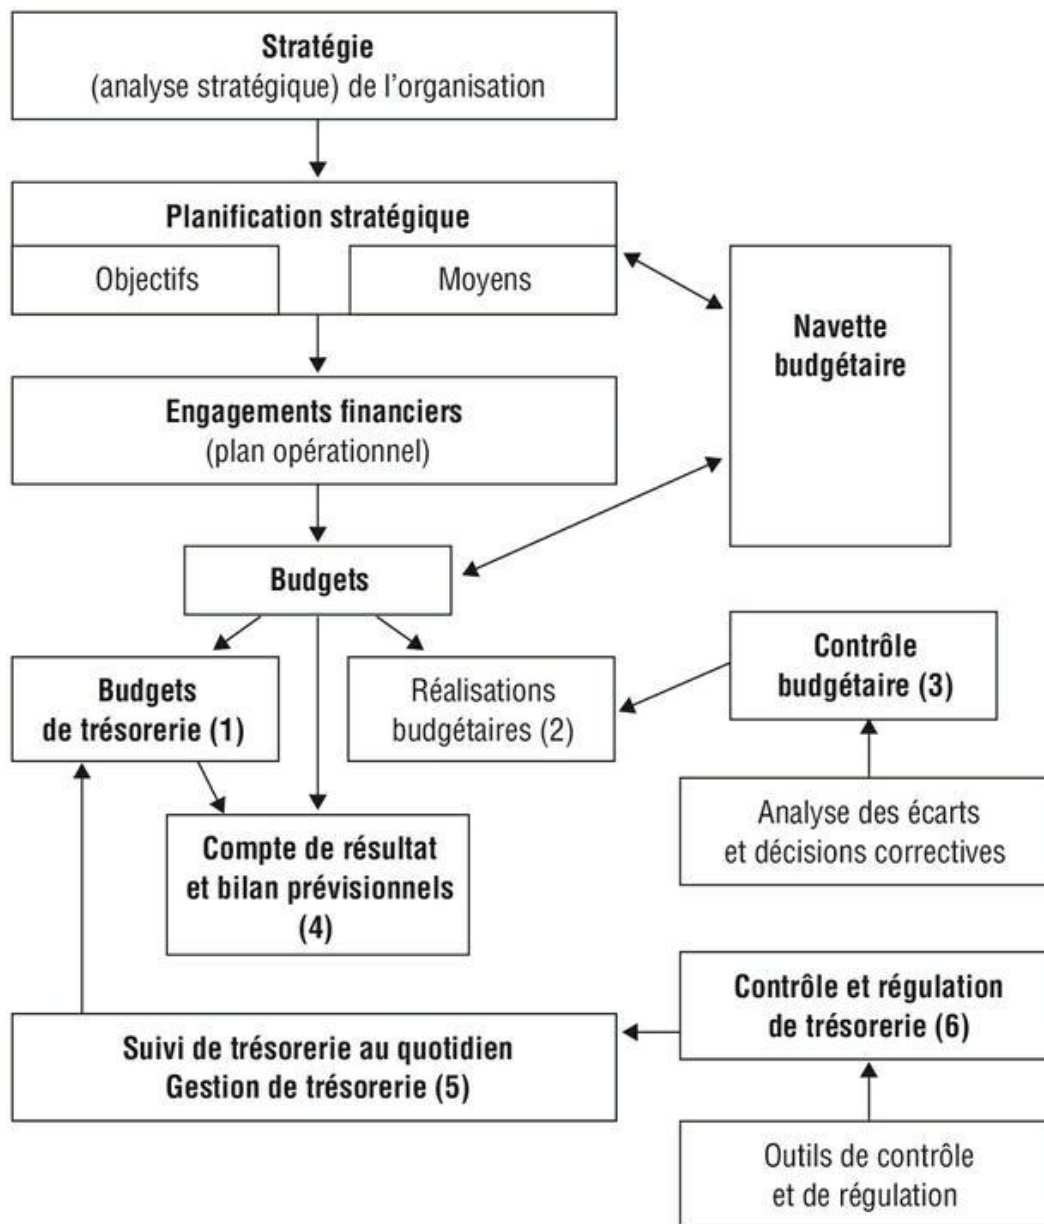 Stratégie
(analyse stratégique) de l'organisation
Planification stratégique
Objectifs
Moyens
Navette
budgétaire
Engagements financiers
(plan opérationnel)
Budgets
Budgets
de trésorerie (1)
Réalisations
budgétaires (2)
Contrôle
budgétaire (3)
Compte de résultat
et bilan prévisionnels
(4)
Analyse des écarts
et décisions correctives
Suivi de trésorerie au quotidien
Gestion de trésorerie (5)
Contrôle et régulation
de trésorerie (6)
Outils de contrôle
et de régulation